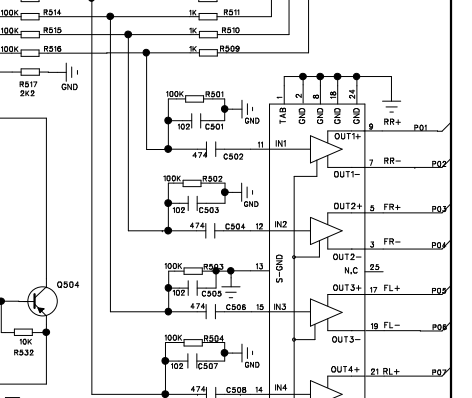 100K R514 1K R511
100K R515 1K R510
100K R516 1K R509
R517
2K2
GND
100K R501
102 C501
GND
474 C502
11 IN1
1 2 8 18 24
TAB GND GND GND GND
OUT1+ 9 RR+ P01
7 RR- P02
OUT1-
100K R502
102 C503
GND
474 C504 12 IN2
OUT2+ 5 FR+ P03
3 FR- P04
OUT2-
N.C 25
S-GND
100K R503 13
102 C505
474 C506 15 IN3
OUT3+ 17 FL+ P05
19 FL- P06
OUT3-
Q504
10K
R532
100K R504
102 C507
GND
474 C508 14 IN4
OUT4+ 21 RL+ P07